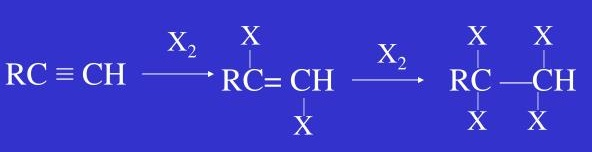 X X X
X₂ X₂
RC ≡ CH RC= CH RC —CH
X X X